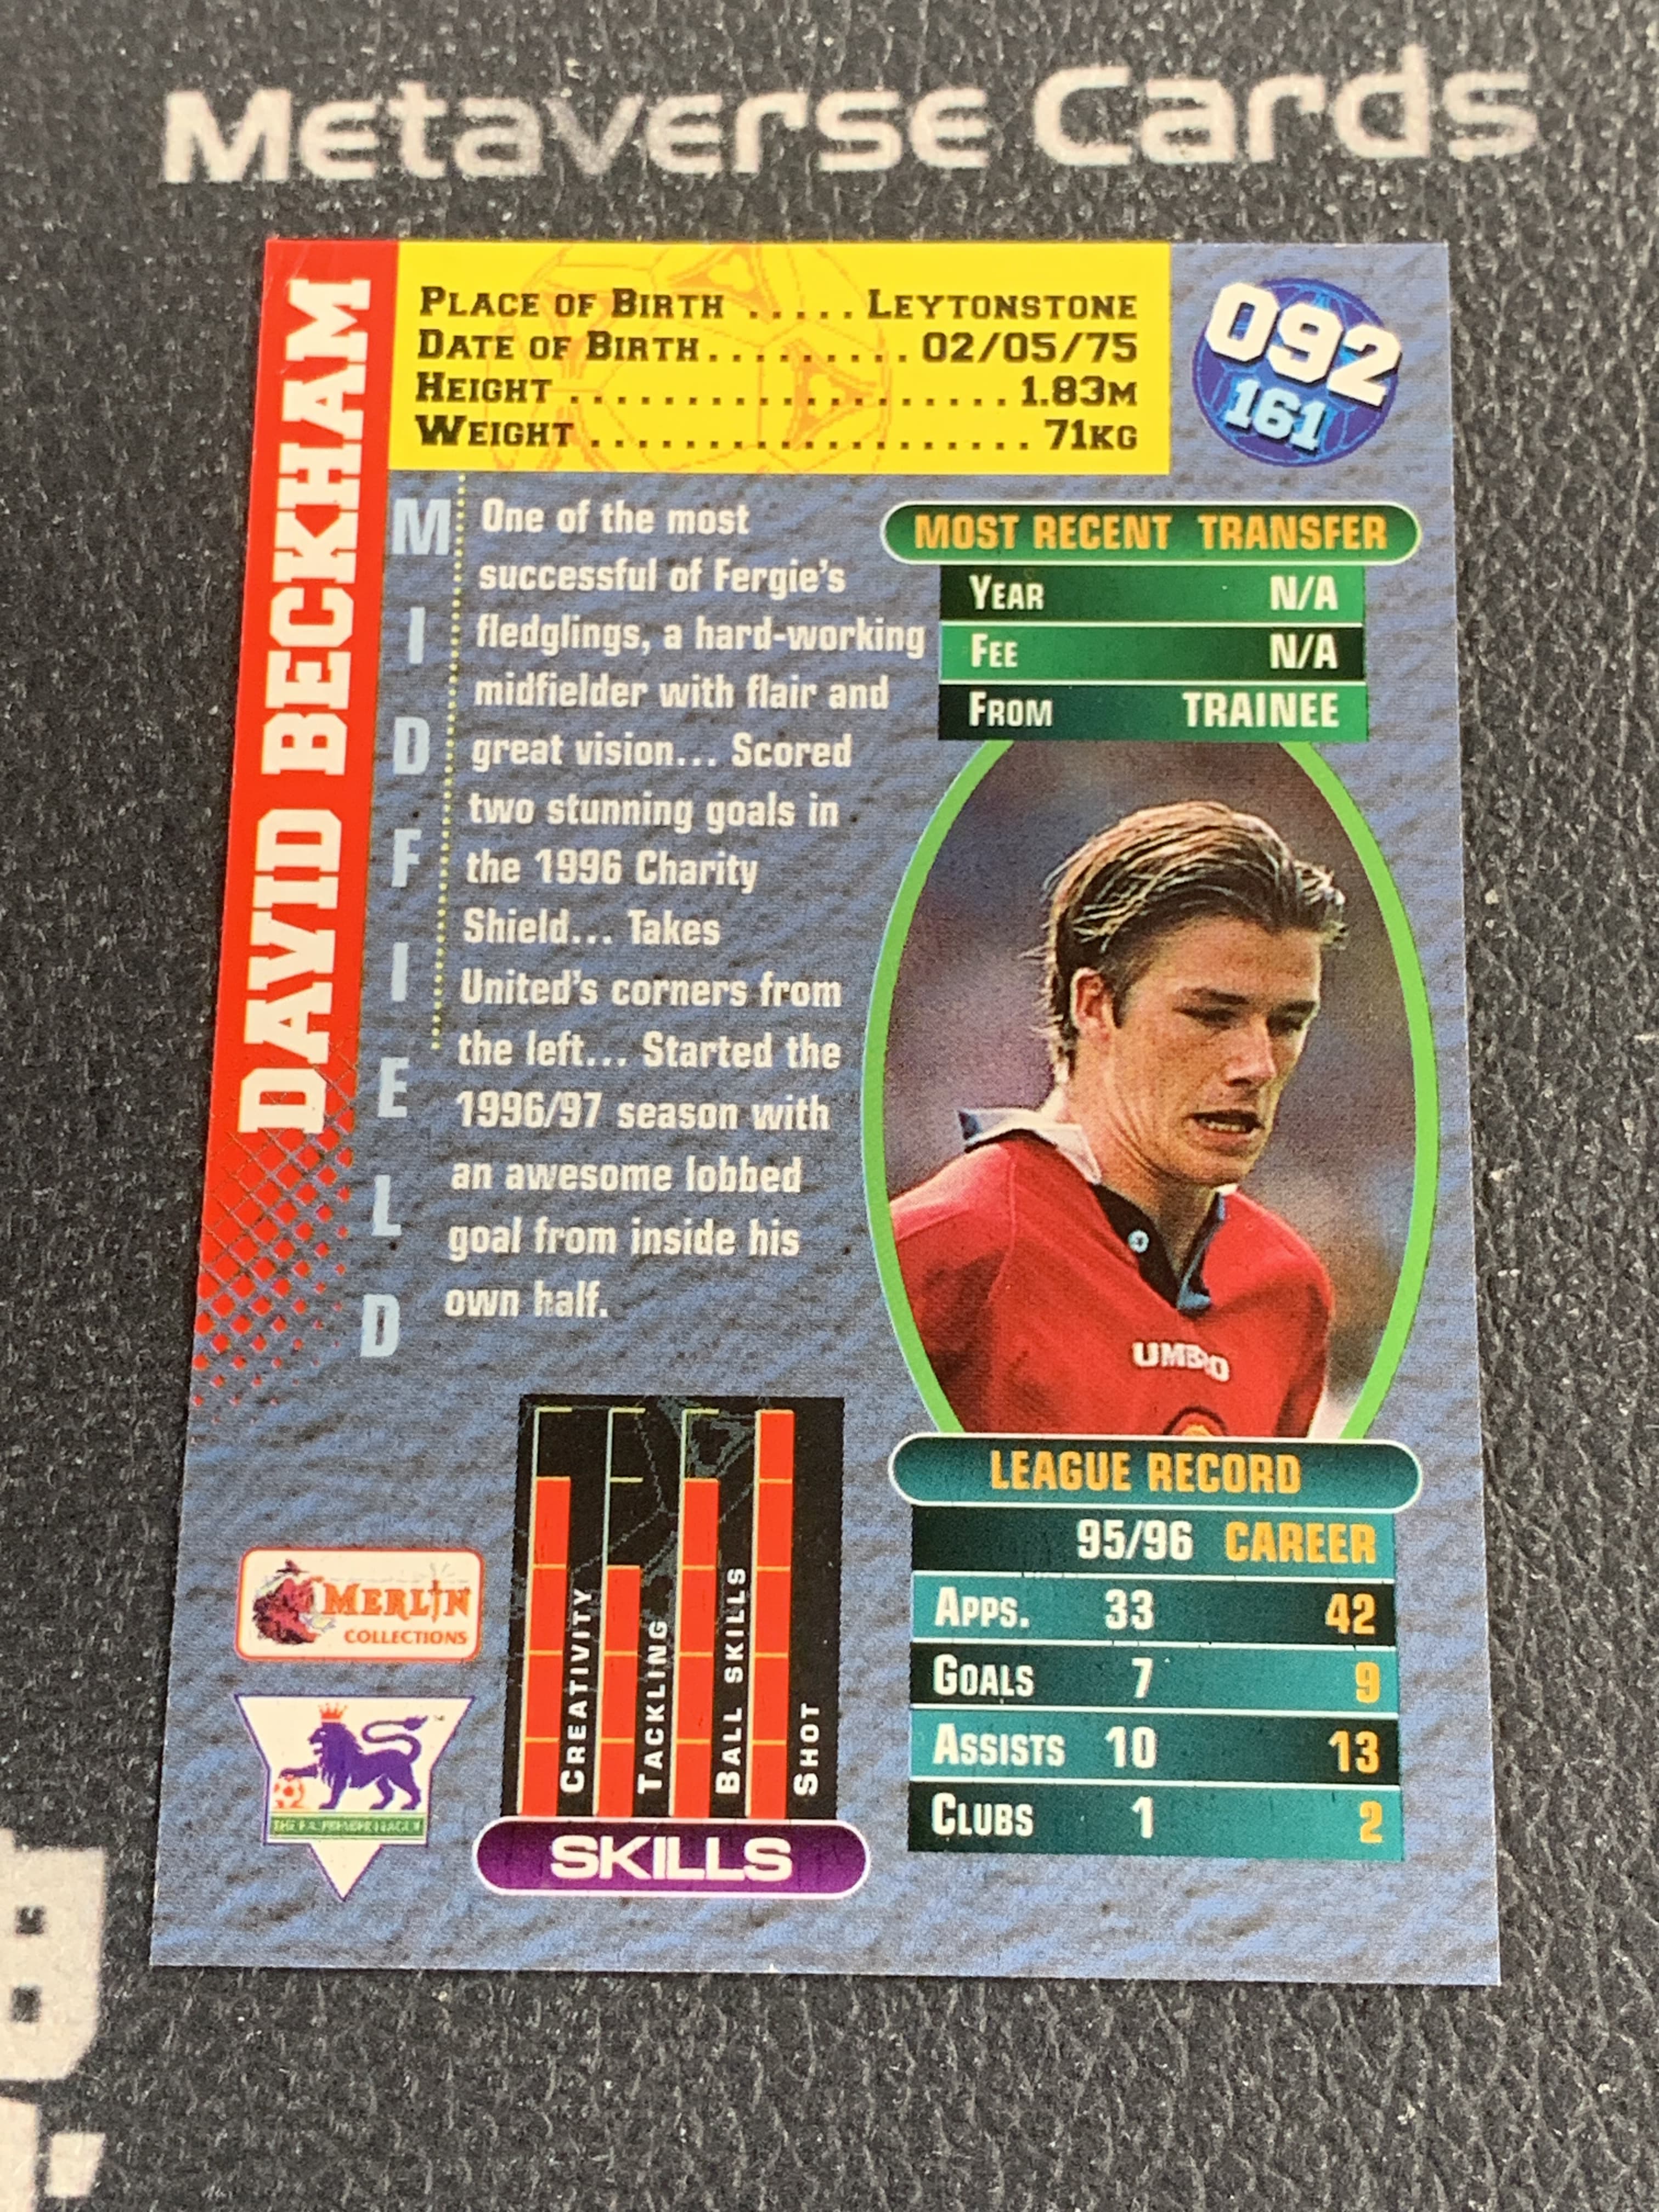 Metaverse Cards
DAVID BECKHAM
PLACE OF BIRTH ..... LEYTONSTONE
DATE OF BIRTH......... 02/05/75
HEIGHT ................... 1.83M
WEIGHT ................... 71KG
092
161
MIDFIELD
One of the most
successful of Fergie's
fledglings, a hard-working
midfielder with flair and
great vision... Scored
two stunning goals in
the 1996 Charity
Shield... Takes
United's corners from
the left... Started the
1996/97 season with
an awesome lobbed
goal from inside his
own half.
MOST RECENT TRANSFER
YEAR N/A
FEE N/A
FROM TRAINEE
UMBRO
LEAGUE RECORD
95/96 CAREER
APPS. 33 42
GOALS 7 9
ASSISTS 10 13
CLUBS 1 2
CREATIVITY
TACKLING
BALL SKILLS
SHOT
SKILLS
MERLIN
COLLECTIONS
THE F.A. PREMIER LEAGUE